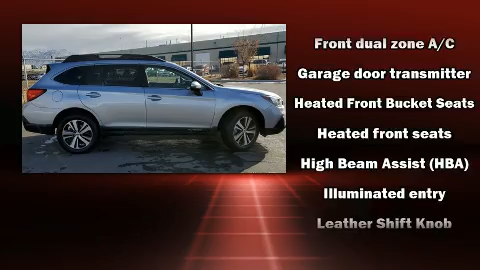 Front dual zone A/C
Garage door transmitter
Heated Front Bucket Seats
Heated front seats
High Beam Assist (HBA)
Illuminated entry
Leather Shift Knob